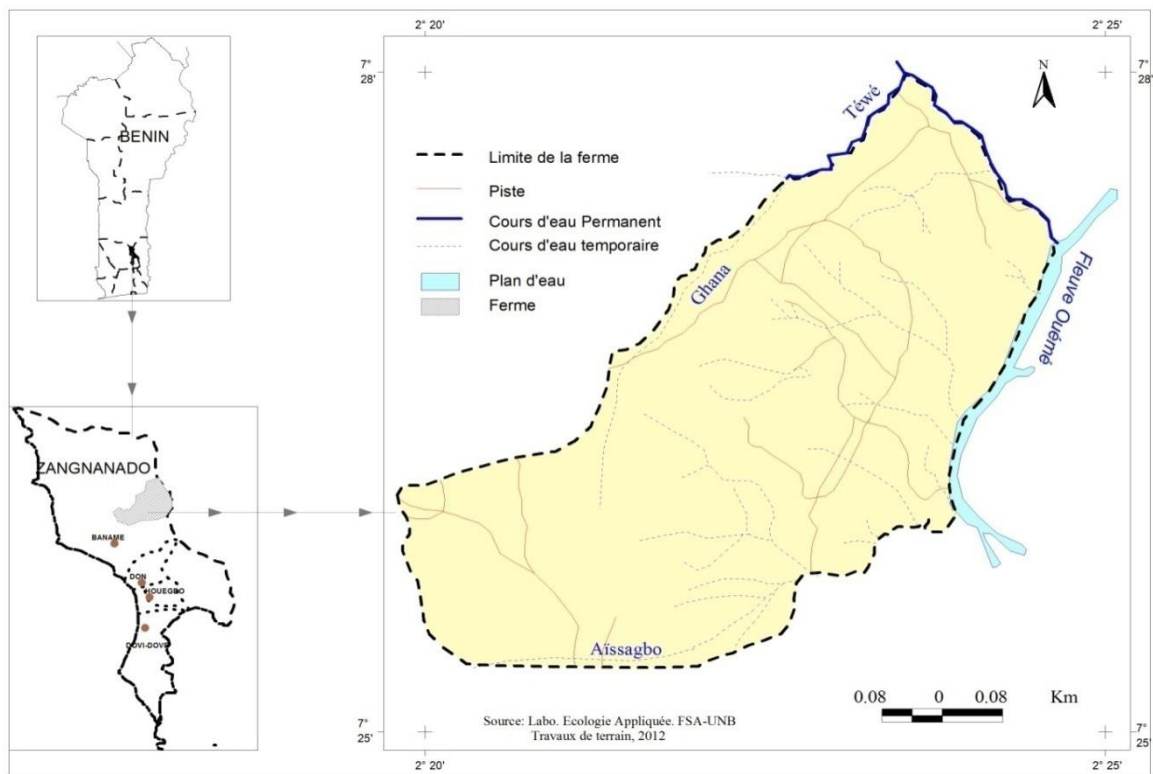 BENIN
ZANGNANADO
BANAME
DON
HOUEGBO
DOVI-DOVE
2° 20'
2° 25'
7°
28'
7°
28'
N
Limite de la ferme
Piste
Cours d'eau Permanent
Cours d'eau temporaire
Plan d'eau
Ferme
Téwé
Ghana
Fleuve Ouémé
Aïssagbo
0.08 0 0.08 Km
Source: Labo. Ecologie Appliquée. FSA-UNB
Travaux de terrain, 2012
7°
25'
7°
25'
2° 20'
2° 25'